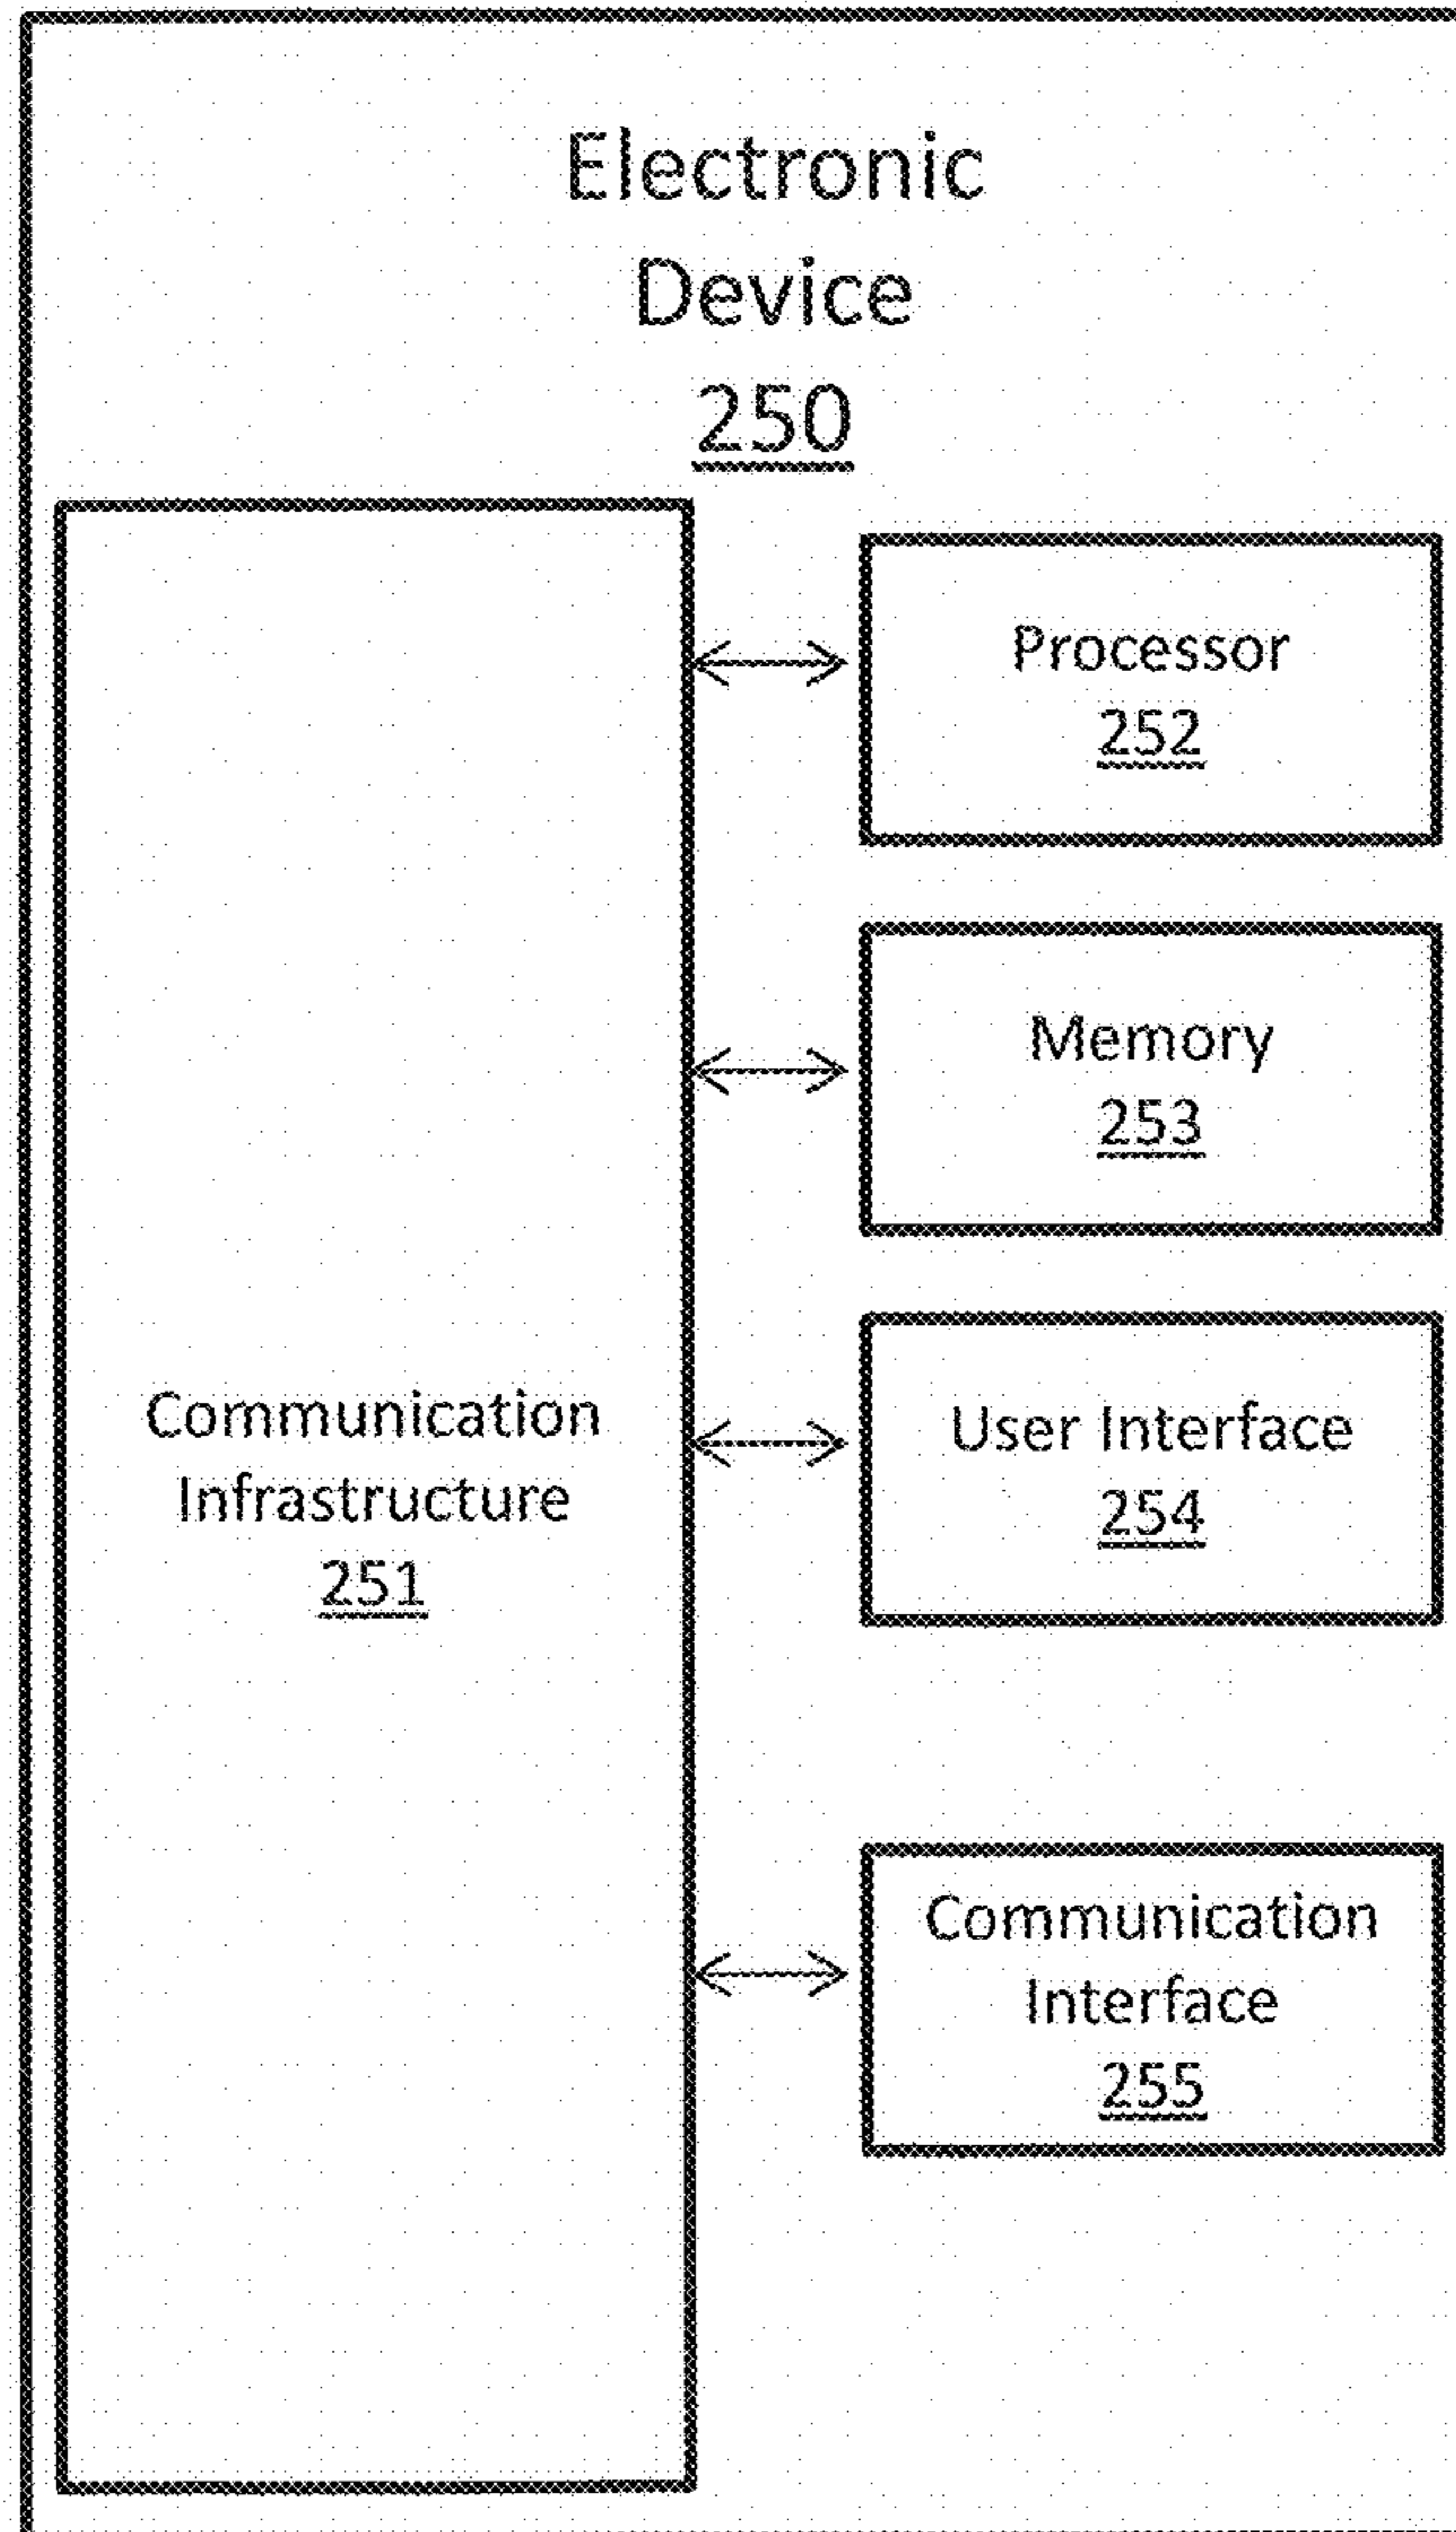 Electronic
Device
250
Processor
252
Memory
253
User Interface
254
Communication
Infrastructure
251
Communication
Interface
255